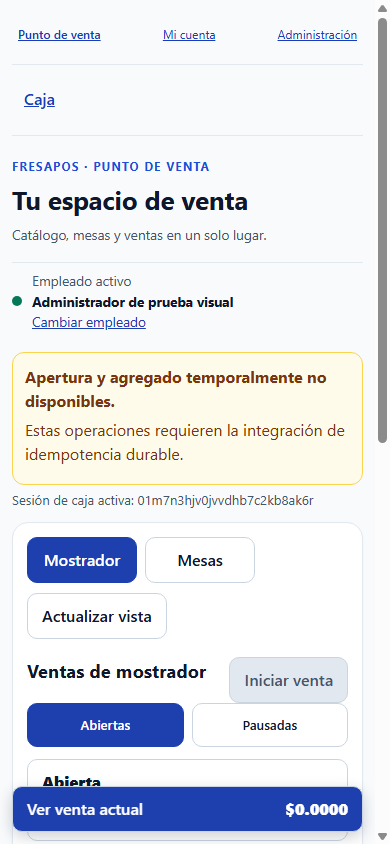 Punto de venta
Mi cuenta
Administración
Caja
FRESAPOS · PUNTO DE VENTA
Tu espacio de venta
Catálogo, mesas y ventas en un solo lugar.
Empleado activo
Administrador de prueba visual
Cambiar empleado
Apertura y agregado temporalmente no
disponibles.
Estas operaciones requieren la integración de
idempotencia durable.
Sesión de caja activa: 01m7n3hjv0jvvdhb7c2kb8ak6r
Mostrador
Mesas
Actualizar vista
Ventas de mostrador
Iniciar venta
Abiertas
Pausadas
Abierta
Ver venta actual
$0.0000